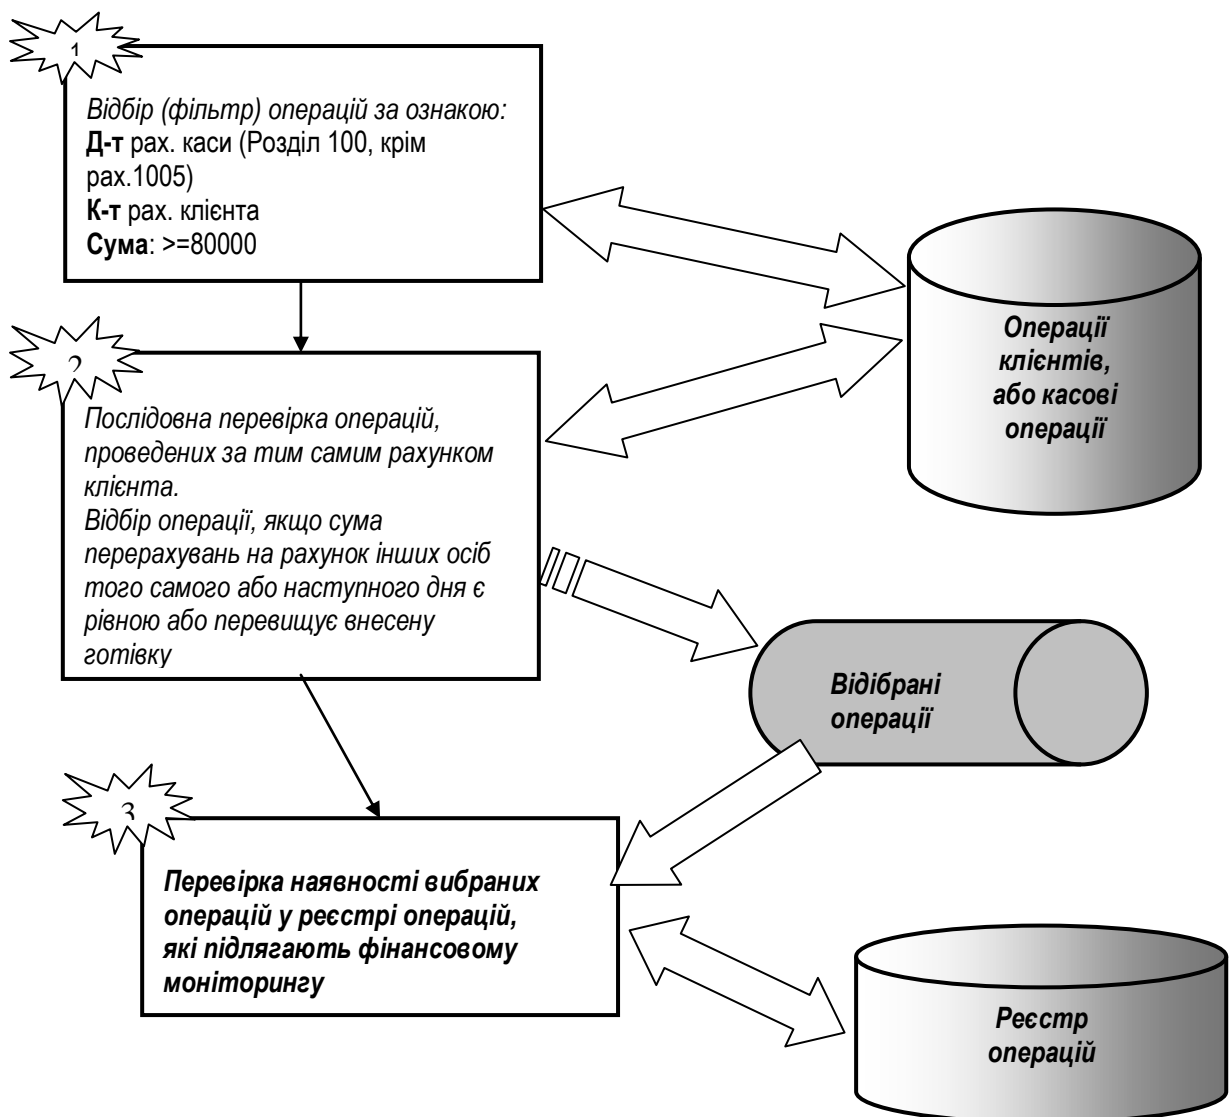 1
Відбір (фільтр) операцій за ознакою:
Д-т рах. каси (Розділ 100, крім
рах.1005)
К-т рах. клієнта
Сума: >=80000
Операції
клієнтів,
або касові
операції
2
Послідовна перевірка операцій,
проведених за тим самим рахунком
клієнта.
Відбір операції, якщо сума
перерахувань на рахунок інших осіб
того самого або наступного дня є
рівною або перевищує внесену
готівку
Відібрані
операції
3
Перевірка наявності вибраних
операцій у реєстрі операцій,
які підлягають фінансовому
моніторингу
Реєстр
операцій